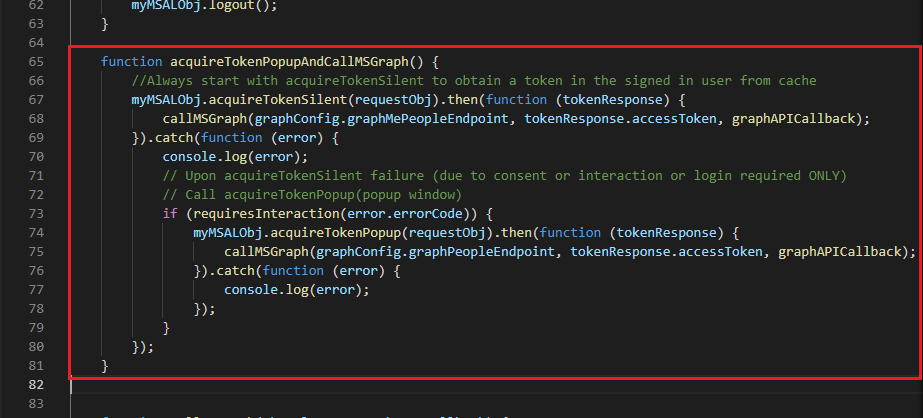 62 myMSALObj.logout();
63 }
64
65 function acquireTokenPopupAndCallMSGraph() {
66 //Always start with acquireTokenSilent to obtain a token in the signed in user from cache
67 myMSALObj.acquireTokenSilent(requestObj).then(function (tokenResponse) {
68 callMSGraph(graphConfig.graphMePeopleEndpoint, tokenResponse.accessToken, graphAPICallback);
69 }).catch(function (error) {
70 console.log(error);
71 // Upon acquireTokenSilent failure (due to consent or interaction or login required ONLY)
72 // Call acquireTokenPopup(popup window)
73 if (requiresInteraction(error.errorCode)) {
74 myMSALObj.acquireTokenPopup(requestObj).then(function (tokenResponse) {
75 callMSGraph(graphConfig.graphPeopleEndpoint, tokenResponse.accessToken, graphAPICallback);
76 }).catch(function (error) {
77 console.log(error);
78 });
79 }
80 });
81 }
82
83